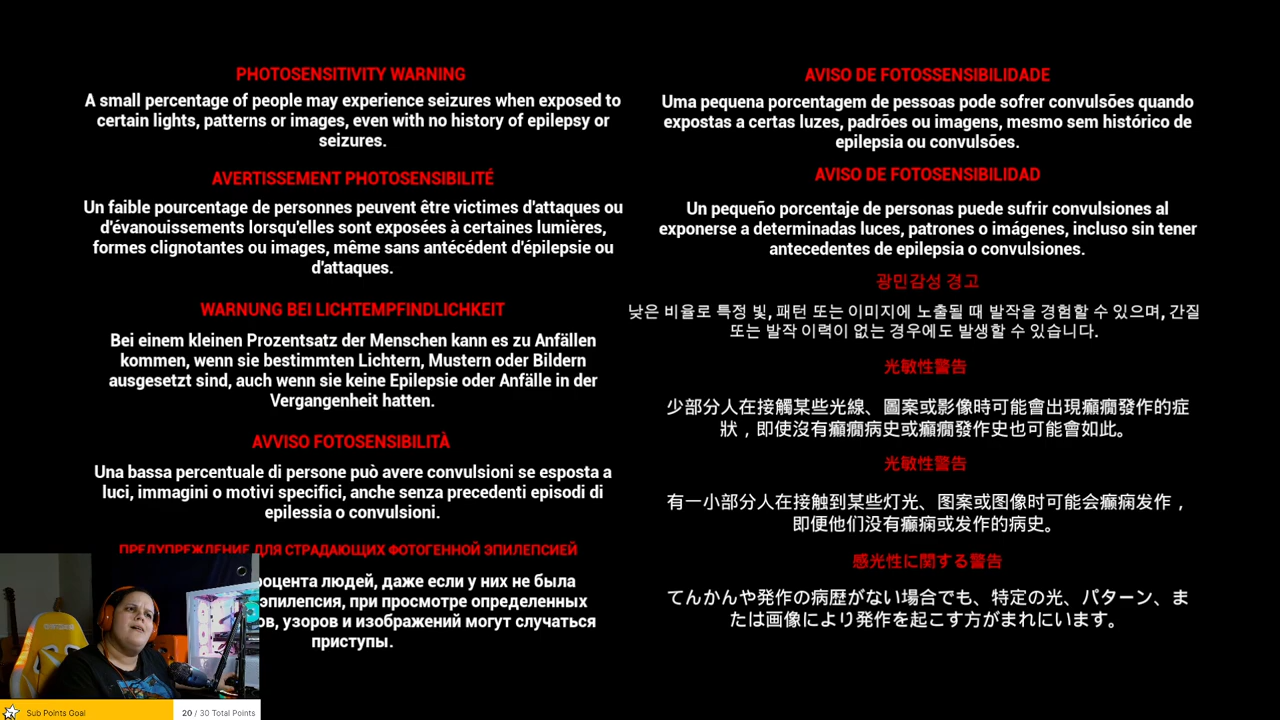 PHOTOSENSITIVITY WARNING
A small percentage of people may experience seizures when exposed to
certain lights, patterns or images, even with no history of epilepsy or
seizures.
AVERTISSEMENT PHOTOSENSIBILITÉ
Un faible pourcentage de personnes peuvent être victimes d'attaques ou
d'évanouissements lorsqu'elles sont exposées à certaines lumières,
formes clignotantes ou images, même sans antécédent d'épilepsie ou
d'attaques.
WARNUNG BEI LICHTEMPFINDLICHKEIT
Bei einem kleinen Prozentsatz der Menschen kann es zu Anfällen
kommen, wenn sie bestimmten Lichtern, Mustern oder Bildern
ausgesetzt sind, auch wenn sie keine Epilepsie oder Anfälle in der
Vergangenheit hatten.
AVVISO FOTOSENSIBILITÀ
Una bassa percentuale di persone può avere convulsioni se esposta a
luci, immagini o motivi specifici, anche senza precedenti episodi di
epilessia o convulsioni.
ПРЕДУПРЕЖДЕНИЕ ДЛЯ СТРАДАЮЩИХ ФОТОГЕННОЙ ЭПИЛЕПСИЕЙ
людей, даже если у них не была
эпилепсия, при просмотре определенных
узоров и изображений могут случаться
приступы.
AVISO DE FOTOSSENSIBILIDADE
Uma pequena porcentagem de pessoas pode sofrer convulsões quando
expostas a certas luzes, padrões ou imagens, mesmo sem histórico de
epilepsia ou convulsões.
AVISO DE FOTOSENSIBILIDAD
Un pequeño porcentaje de personas puede sufrir convulsiones al
exponerse a determinadas luces, patrones o imágenes, incluso sin tener
antecedentes de epilepsia o convulsiones.
광민감성 경고
낮은 비율로 특정 빛, 패턴 또는 이미지에 노출될 때 발작을 경험할 수 있으며, 간질
또는 발작 이력이 없는 경우에도 발생할 수 있습니다.
光敏性警告
少部分人在接觸某些光線、圖案或影像時可能會出現癲癇發作的症
狀，即使沒有癲癇病史或癲癇發作史也可能會如此。
光敏性警告
有一小部分人在接触到某些灯光、图案或图像时可能会癫痫发作，
即便他们没有癫痫或发作的病史。
感光性に関する警告
てんかんや発作の病歴がない場合でも、特定の光、パターン、ま
たは画像により発作を起こす方がまれにいます。
Sub Points Goal
20 / 30 Total Points